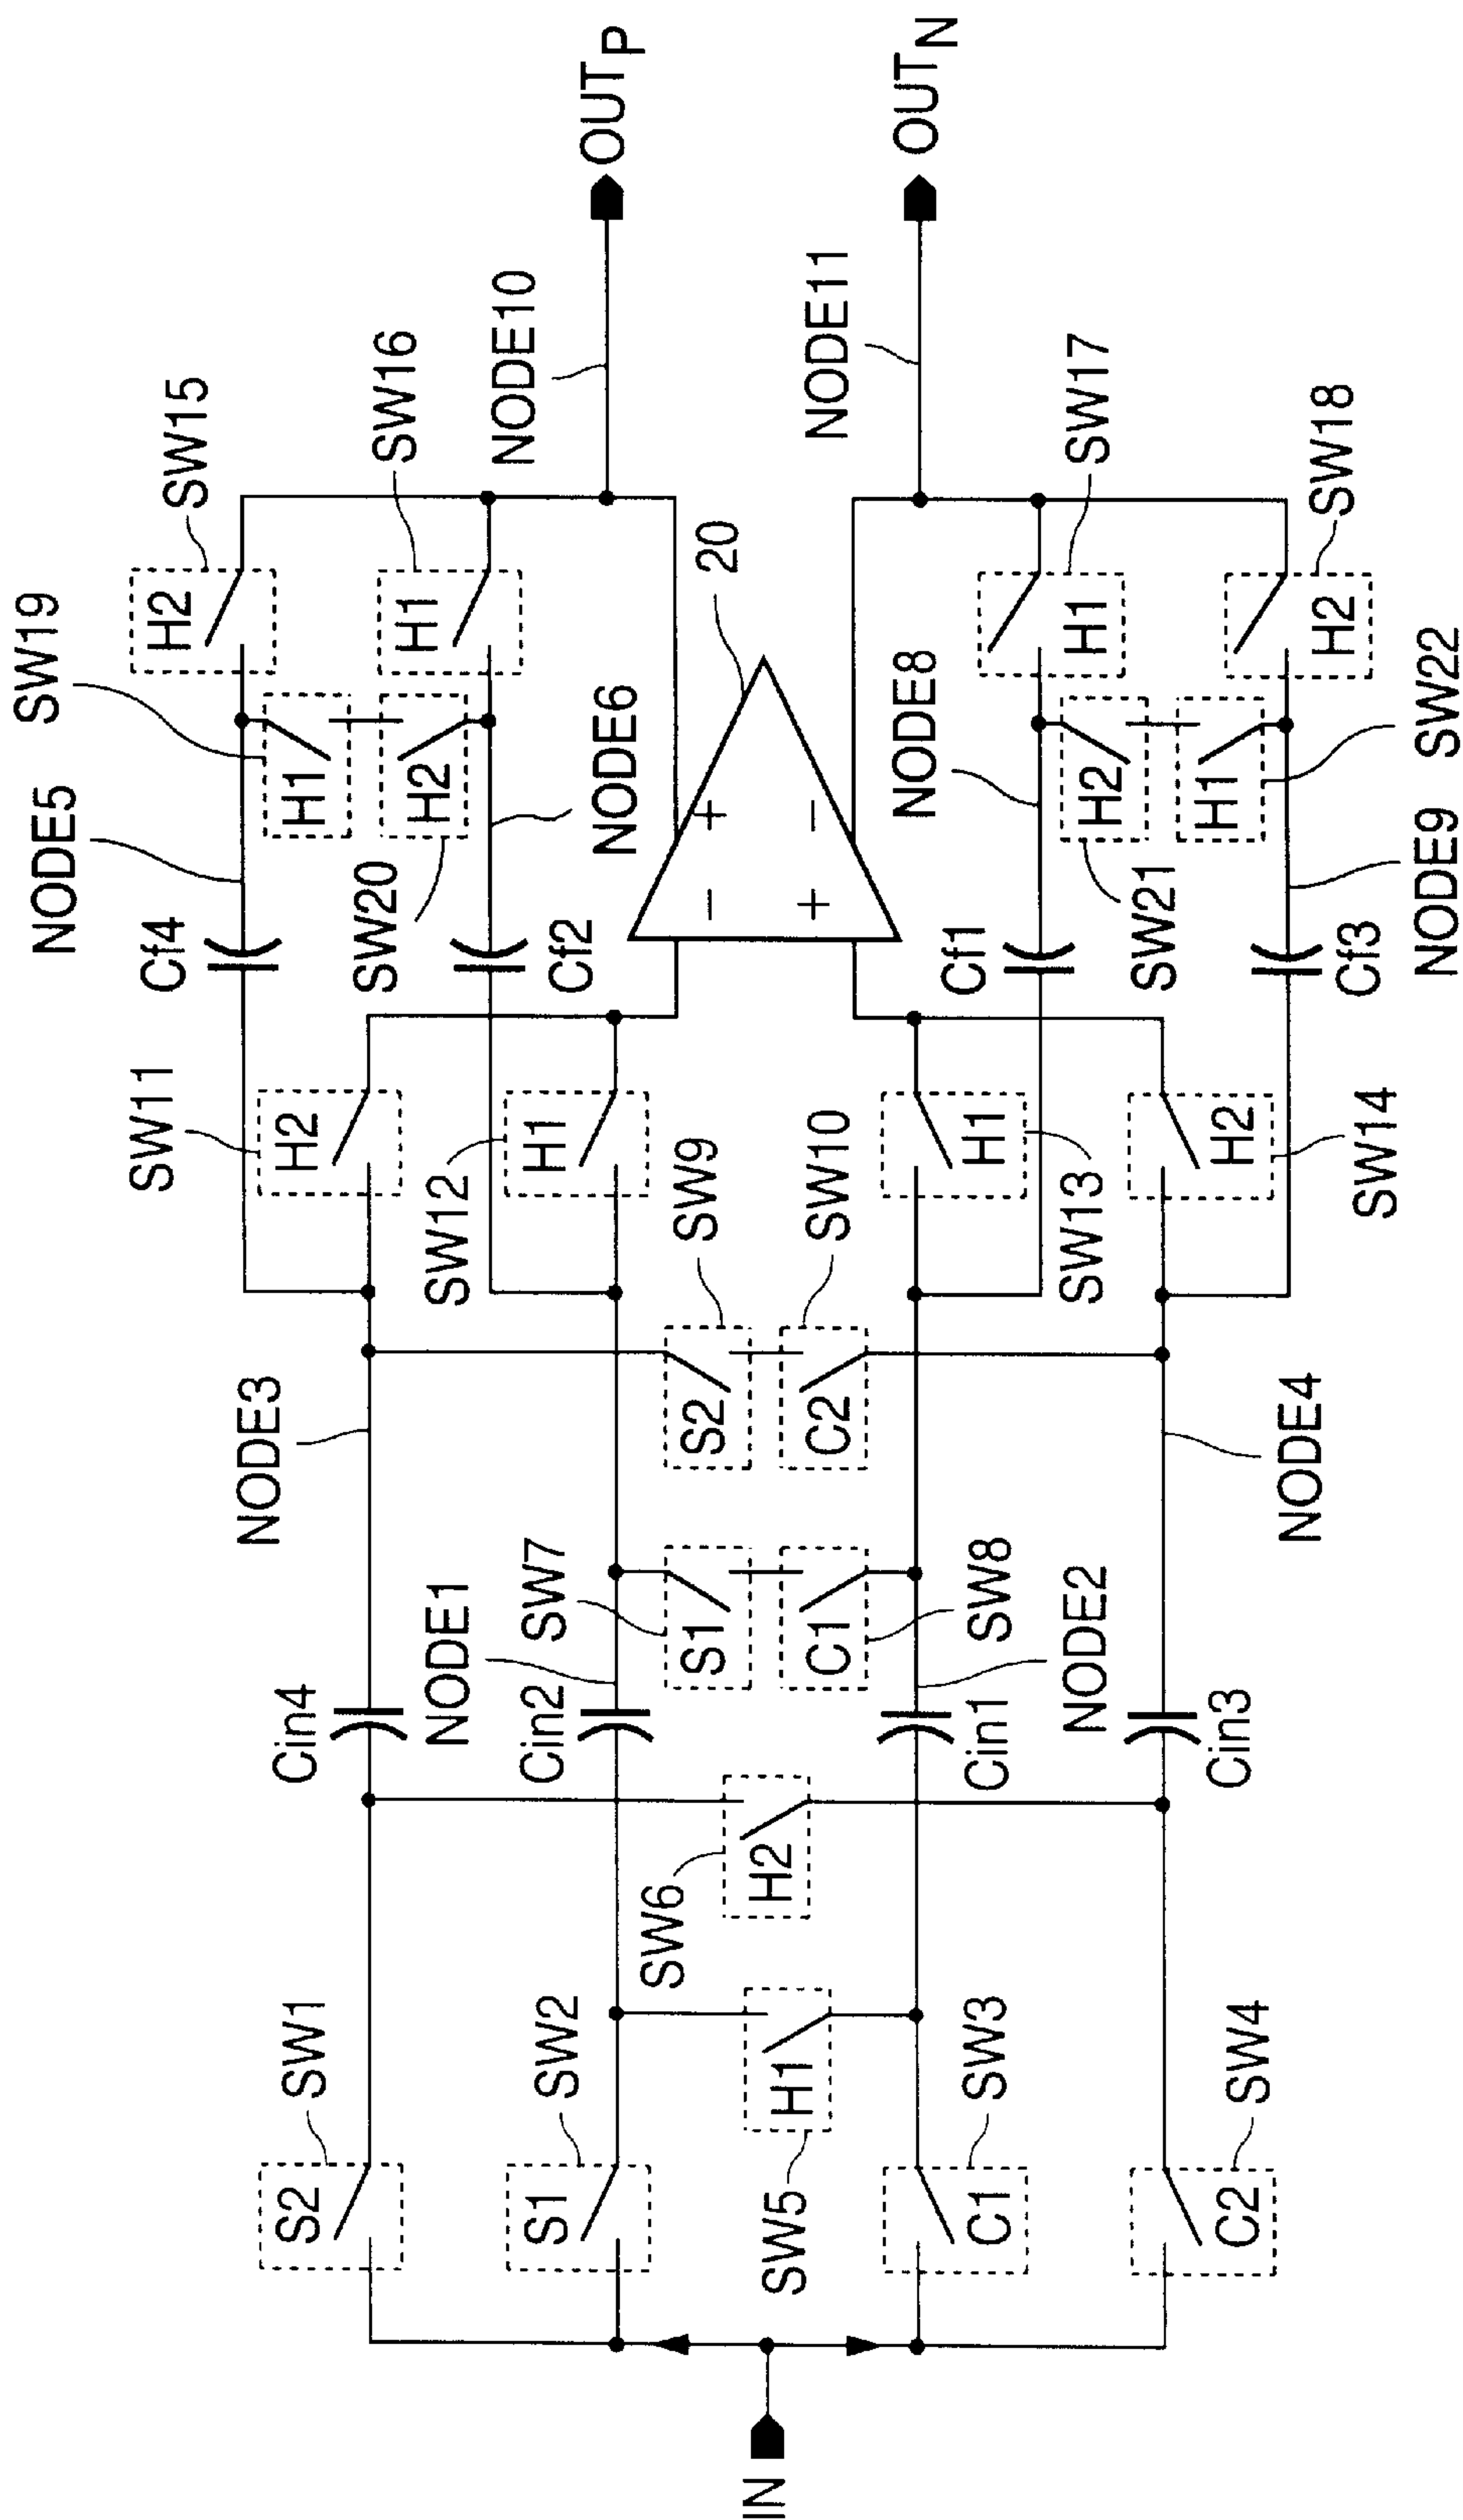 IN
SW1
S2
SW2
S1
SW5
H1
SW3
C1
SW4
C2
SW6
H2
Cin4
NODE1
Cin2
Cin1
NODE2
Cin3
NODE3
SW7
S1
C1
SW8
SW9
S2
C2
SW10
NODE4
SW11
H2
SW12
H1
H1
SW13
H2
SW14
NODE5
Cf4
SW20
Cf2
NODE6
Cf1
SW21
NODE8
Cf3
NODE9
SW19
H1
H2
H2
H1
SW22
20
-
+
+
-
SW15
H2
SW16
H1
H1
SW17
H2
SW18
NODE10
NODE11
OUTP
OUTN